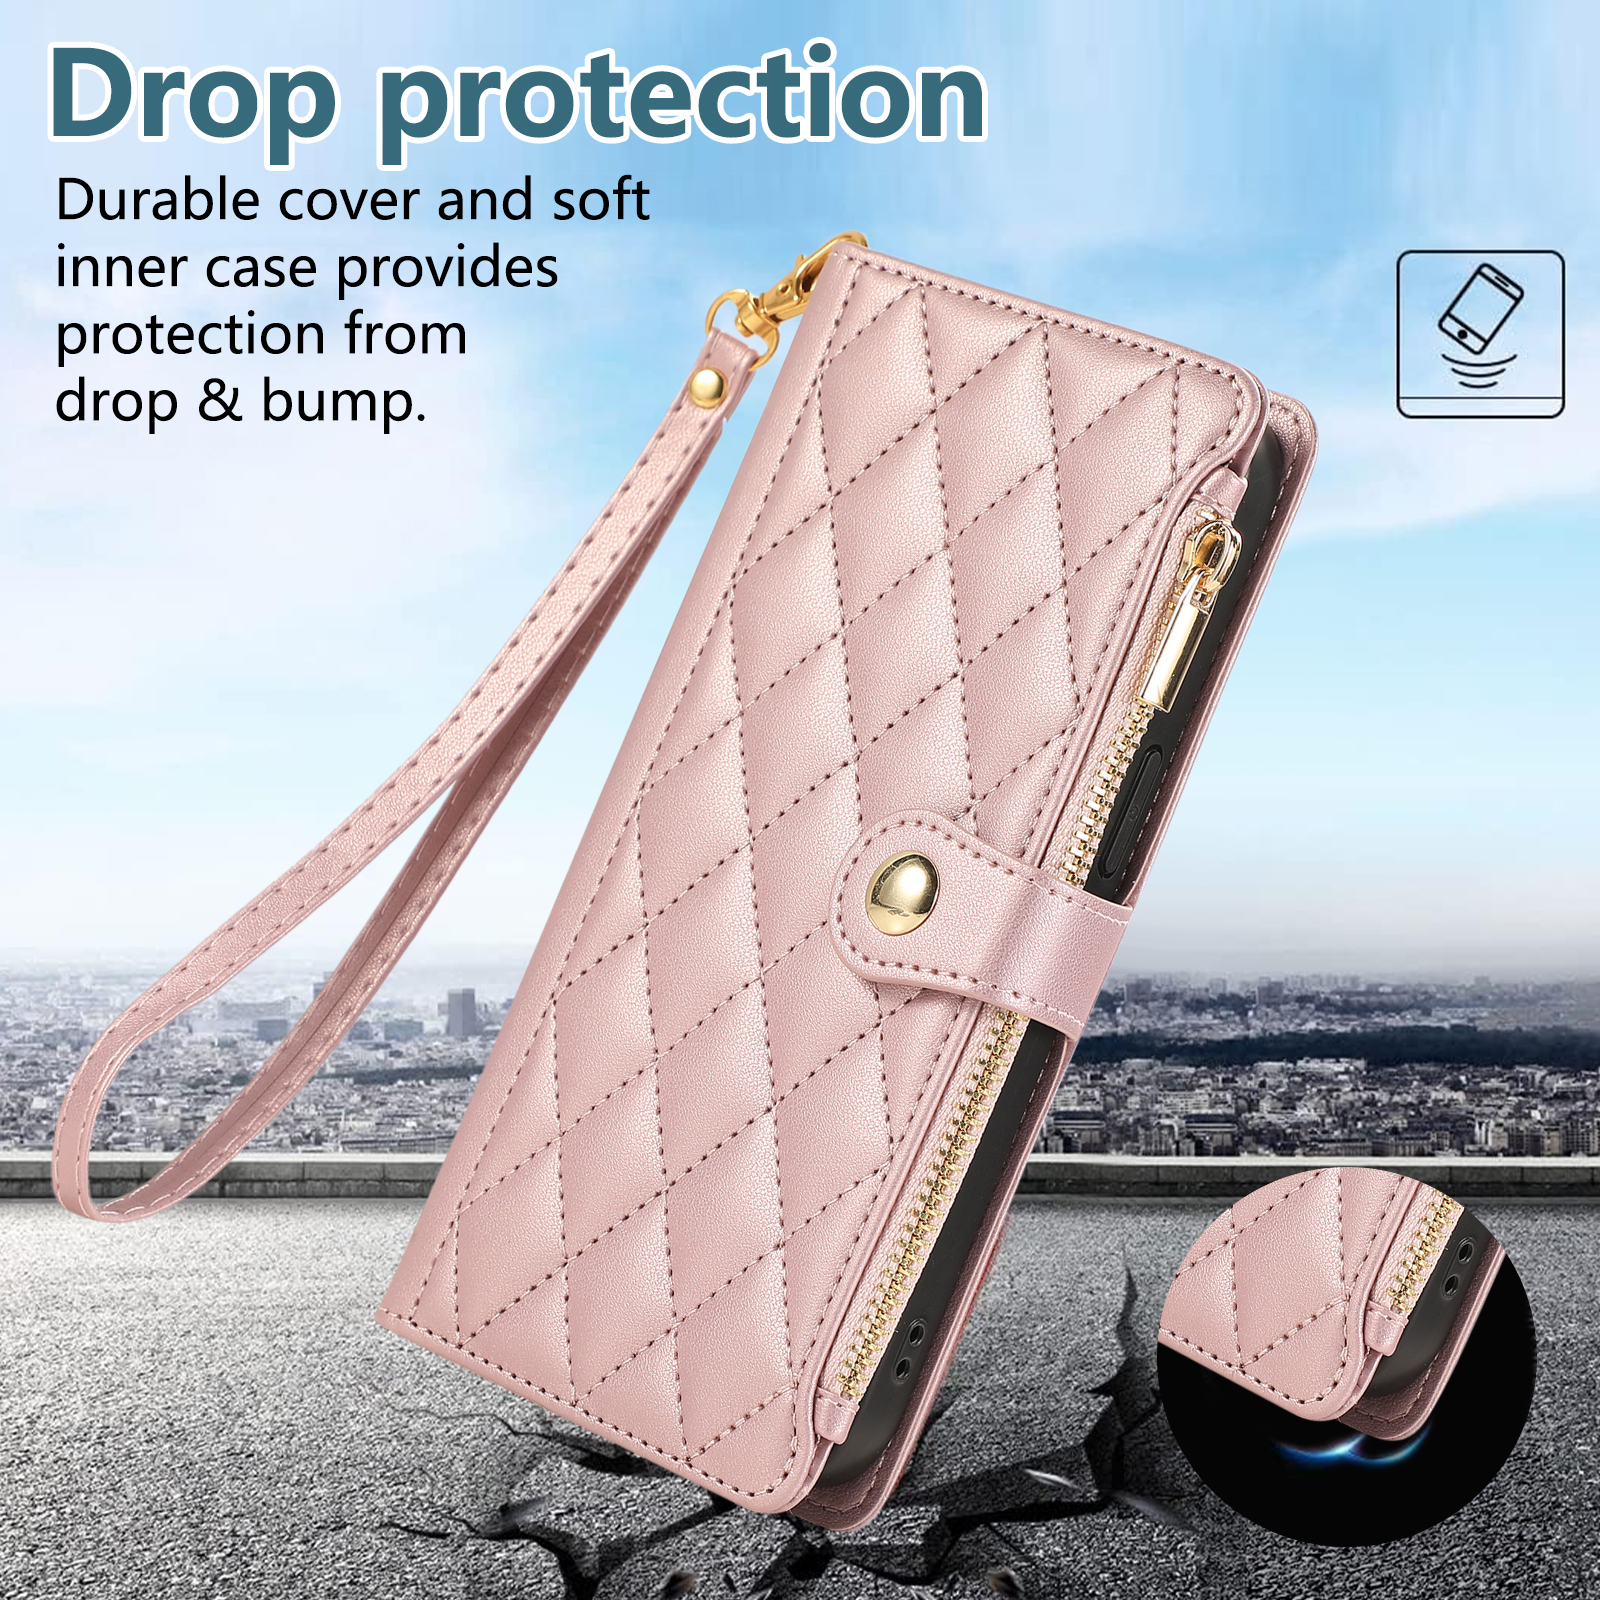 Drop protection
Durable cover and soft
inner case provides
protection from
drop & bump.